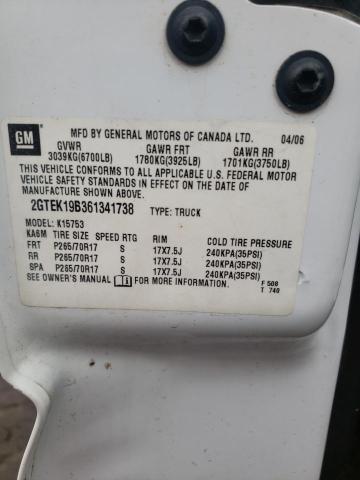 GM
MFD BY GENERAL MOTORS OF CANADA LTD. 04/06
GVWR GAWR FRT GAWR RR
3039KG(6700LB) 1780KG(3925LB) 1701KG(3750LB)
THIS VEHICLE CONFORMS TO ALL APPLICABLE U.S. FEDERAL MOTOR
VEHICLE SAFETY STANDARDS IN EFFECT ON THE DATE OF
MANUFACTURE SHOWN ABOVE.
2GTEK19B361341738 TYPE: TRUCK
MODEL: K15753
KA6M TIRE SIZE SPEED RTG RIM COLD TIRE PRESSURE
FRT P265/70R17 S 17X7.5J 240KPA(35PSI)
RR P265/70R17 S 17X7.5J 240KPA(35PSI)
SPA P265/70R17 S 17X7.5J 240KPA(35PSI)
SEE OWNER'S MANUAL FOR MORE INFORMATION F 508
T 740